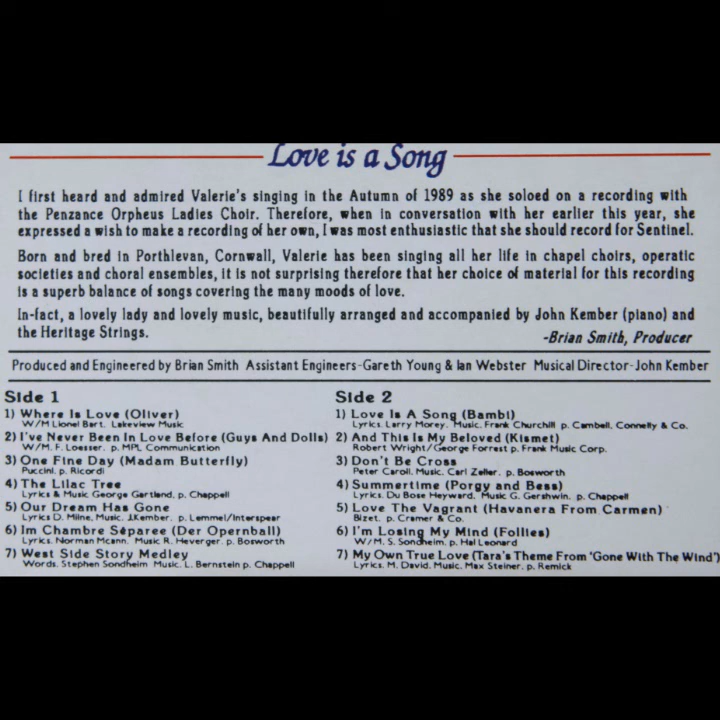 Love is a Song
I first heard and admired Valerie's singing in the Autumn of 1989 as she soloed on a recording with
the Penzance Orpheus Ladies Choir. Therefore, when in conversation with her earlier this year, she
expressed a wish to make a recording of her own, I was most enthusiastic that she should record for Sentinel.
Born and bred in Porthlevan, Cornwall, Valerie has been singing all her life in chapel choirs, operatic
societies and choral ensembles, it is not surprising therefore that her choice of material for this recording
is a superb balance of songs covering the many moods of love.
In-fact, a lovely lady and lovely music, beautifully arranged and accompanied by John Kember (piano) and
the Heritage Strings.
-Brian Smith, Producer
Produced and Engineered by Brian Smith Assistant Engineers-Gareth Young & Ian Webster Musical Director-John Kember
Side 1
1) Where Is Love (Oliver)
W/M Lionel Bart. Lakeview Music
2) I've Never Been In Love Before (Guys And Dolls)
W/M. F. Loesser. p. MPL Communication
3) One Fine Day (Madam Butterfly)
Puccini. p. Ricordi
4) The Lilac Tree
Lyrics & Music George Gartland. p. Chappell
5) Our Dream Has Gone
Lyrics D. Milne, Music. J.Kember. p. Lemmel/Interspear
6) Im Chambre Séparee (Der Opernball)
Lyrics. Norman Mcann. Music R. Heverger. p. Bosworth
7) West Side Story Medley
Words. Stephen Sondheim Music. L. Bernstein p. Chappell
Side 2
1) Love Is A Song (Bambi)
Lyrics. Larry Morey. Music. Frank Churchill p. Cambell, Connelly & Co.
2) And This Is My Beloved (Kismet)
Robert Wright/George Forrest p. Frank Music Corp.
3) Don't Be Cross
Peter Caroll. Music. Carl Zeller. p. Bosworth
4) Summertime (Porgy and Bess)
Lyrics. Du Bose Heyward. Music G. Gershwin. p. Chappell
5) Love The Vagrant (Havanera From Carmen)
Bizet. p. Cramer & Co.
6) I'm Losing My Mind (Follies)
W/M. S. Sondheim. p. Hal Leonard
7) My Own True Love (Tara's Theme From 'Gone With The Wind')
Lyrics. M. David. Music. Max Steiner. p. Remick